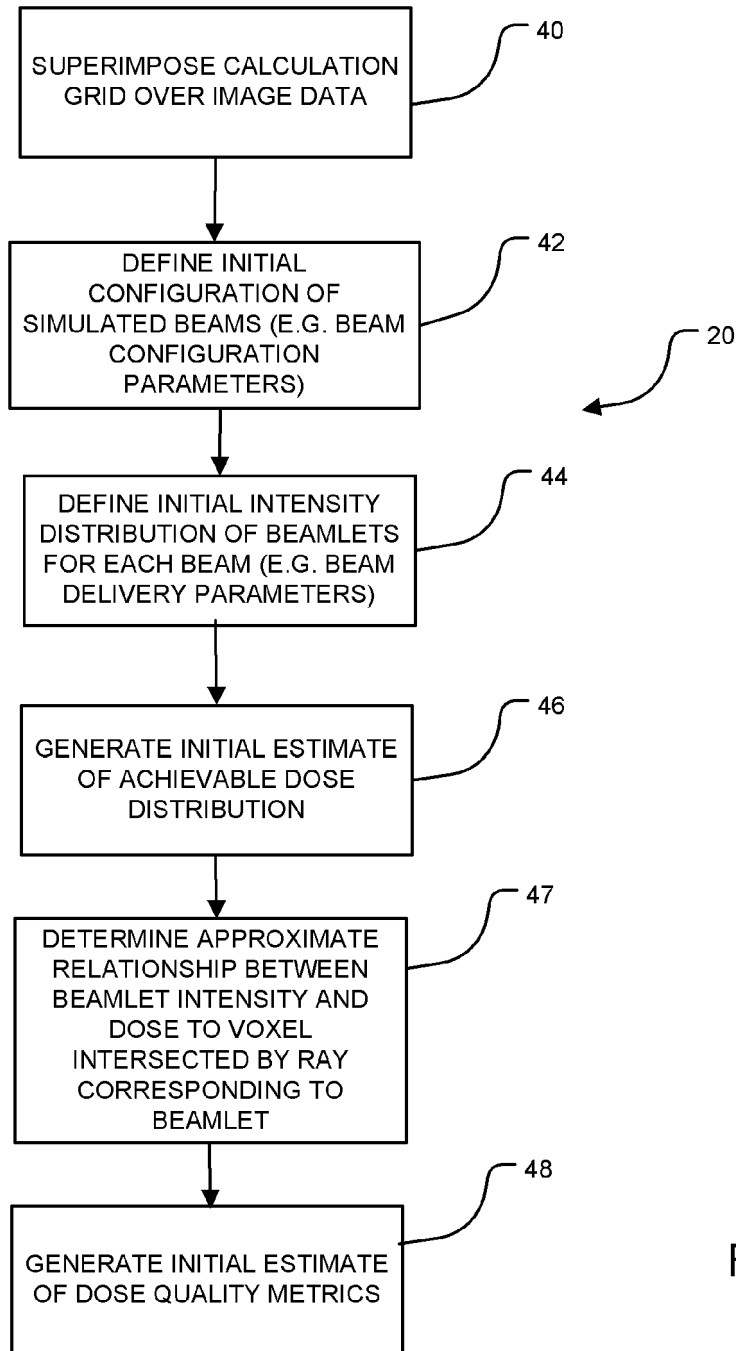 SUPERIMPOSE CALCULATION
GRID OVER IMAGE DATA
40
DEFINE INITIAL
CONFIGURATION OF
SIMULATED BEAMS (E.G. BEAM
CONFIGURATION
PARAMETERS)
42
20
DEFINE INITIAL INTENSITY
DISTRIBUTION OF BEAMLETS
FOR EACH BEAM (E.G. BEAM
DELIVERY PARAMETERS)
44
GENERATE INITIAL ESTIMATE
OF ACHIEVABLE DOSE
DISTRIBUTION
46
DETERMINE APPROXIMATE
RELATIONSHIP BETWEEN
BEAMLET INTENSITY AND
DOSE TO VOXEL
INTERSECTED BY RAY
CORRESPONDING TO
BEAMLET
47
GENERATE INITIAL ESTIMATE
OF DOSE QUALITY METRICS
48